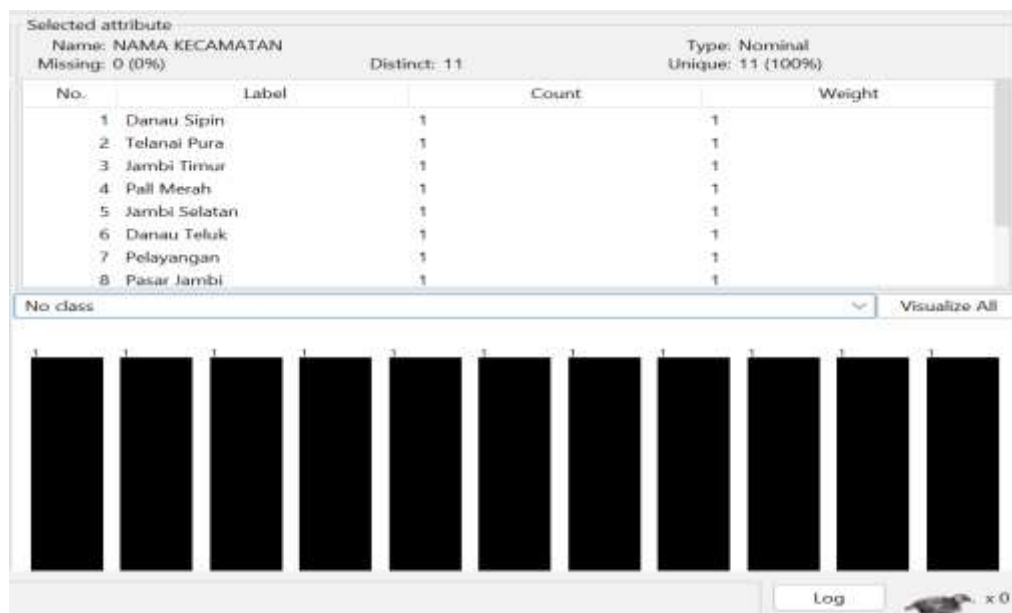 Selected attribute
Name: NAMA KECAMATAN Type: Nominal
Missing: 0 (0%) Distinct: 11 Unique: 11 (100%)
No. Label Count Weight
1 Danau Sipin 1 1
2 Telanai Pura 1 1
3 Jambi Timur 1 1
4 Pall Merah 1 1
5 Jambi Selatan 1 1
6 Danau Teluk 1 1
7 Pelayangan 1 1
8 Pasar Jambi 1 1
No class Visualize All
1 1 1 1 1 1 1 1 1 1 1
Log x 0